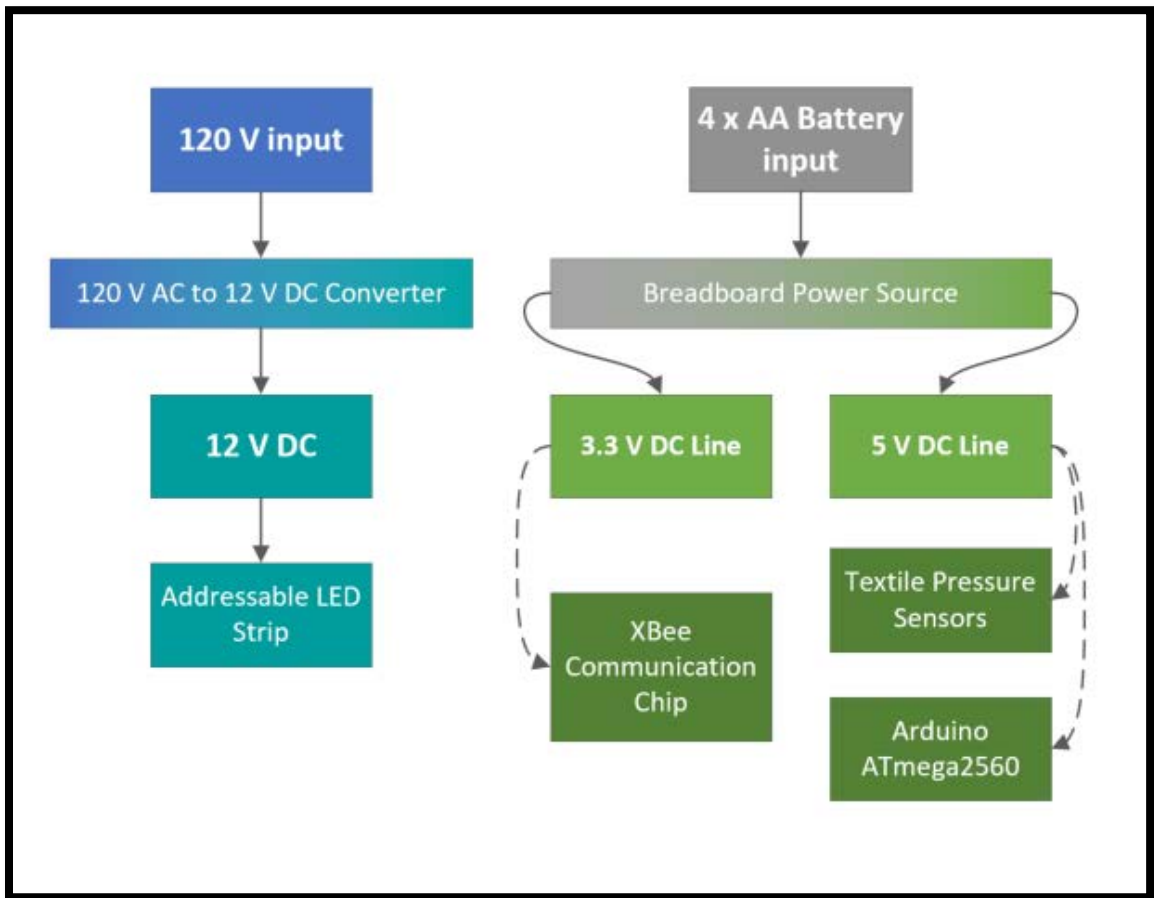 120 V input
120 V AC to 12 V DC Converter
12 V DC
Addressable LED
Strip
4 x AA Battery
input
Breadboard Power Source
3.3 V DC Line
5 V DC Line
XBee
Communication
Chip
Textile Pressure
Sensors
Arduino
ATmega2560